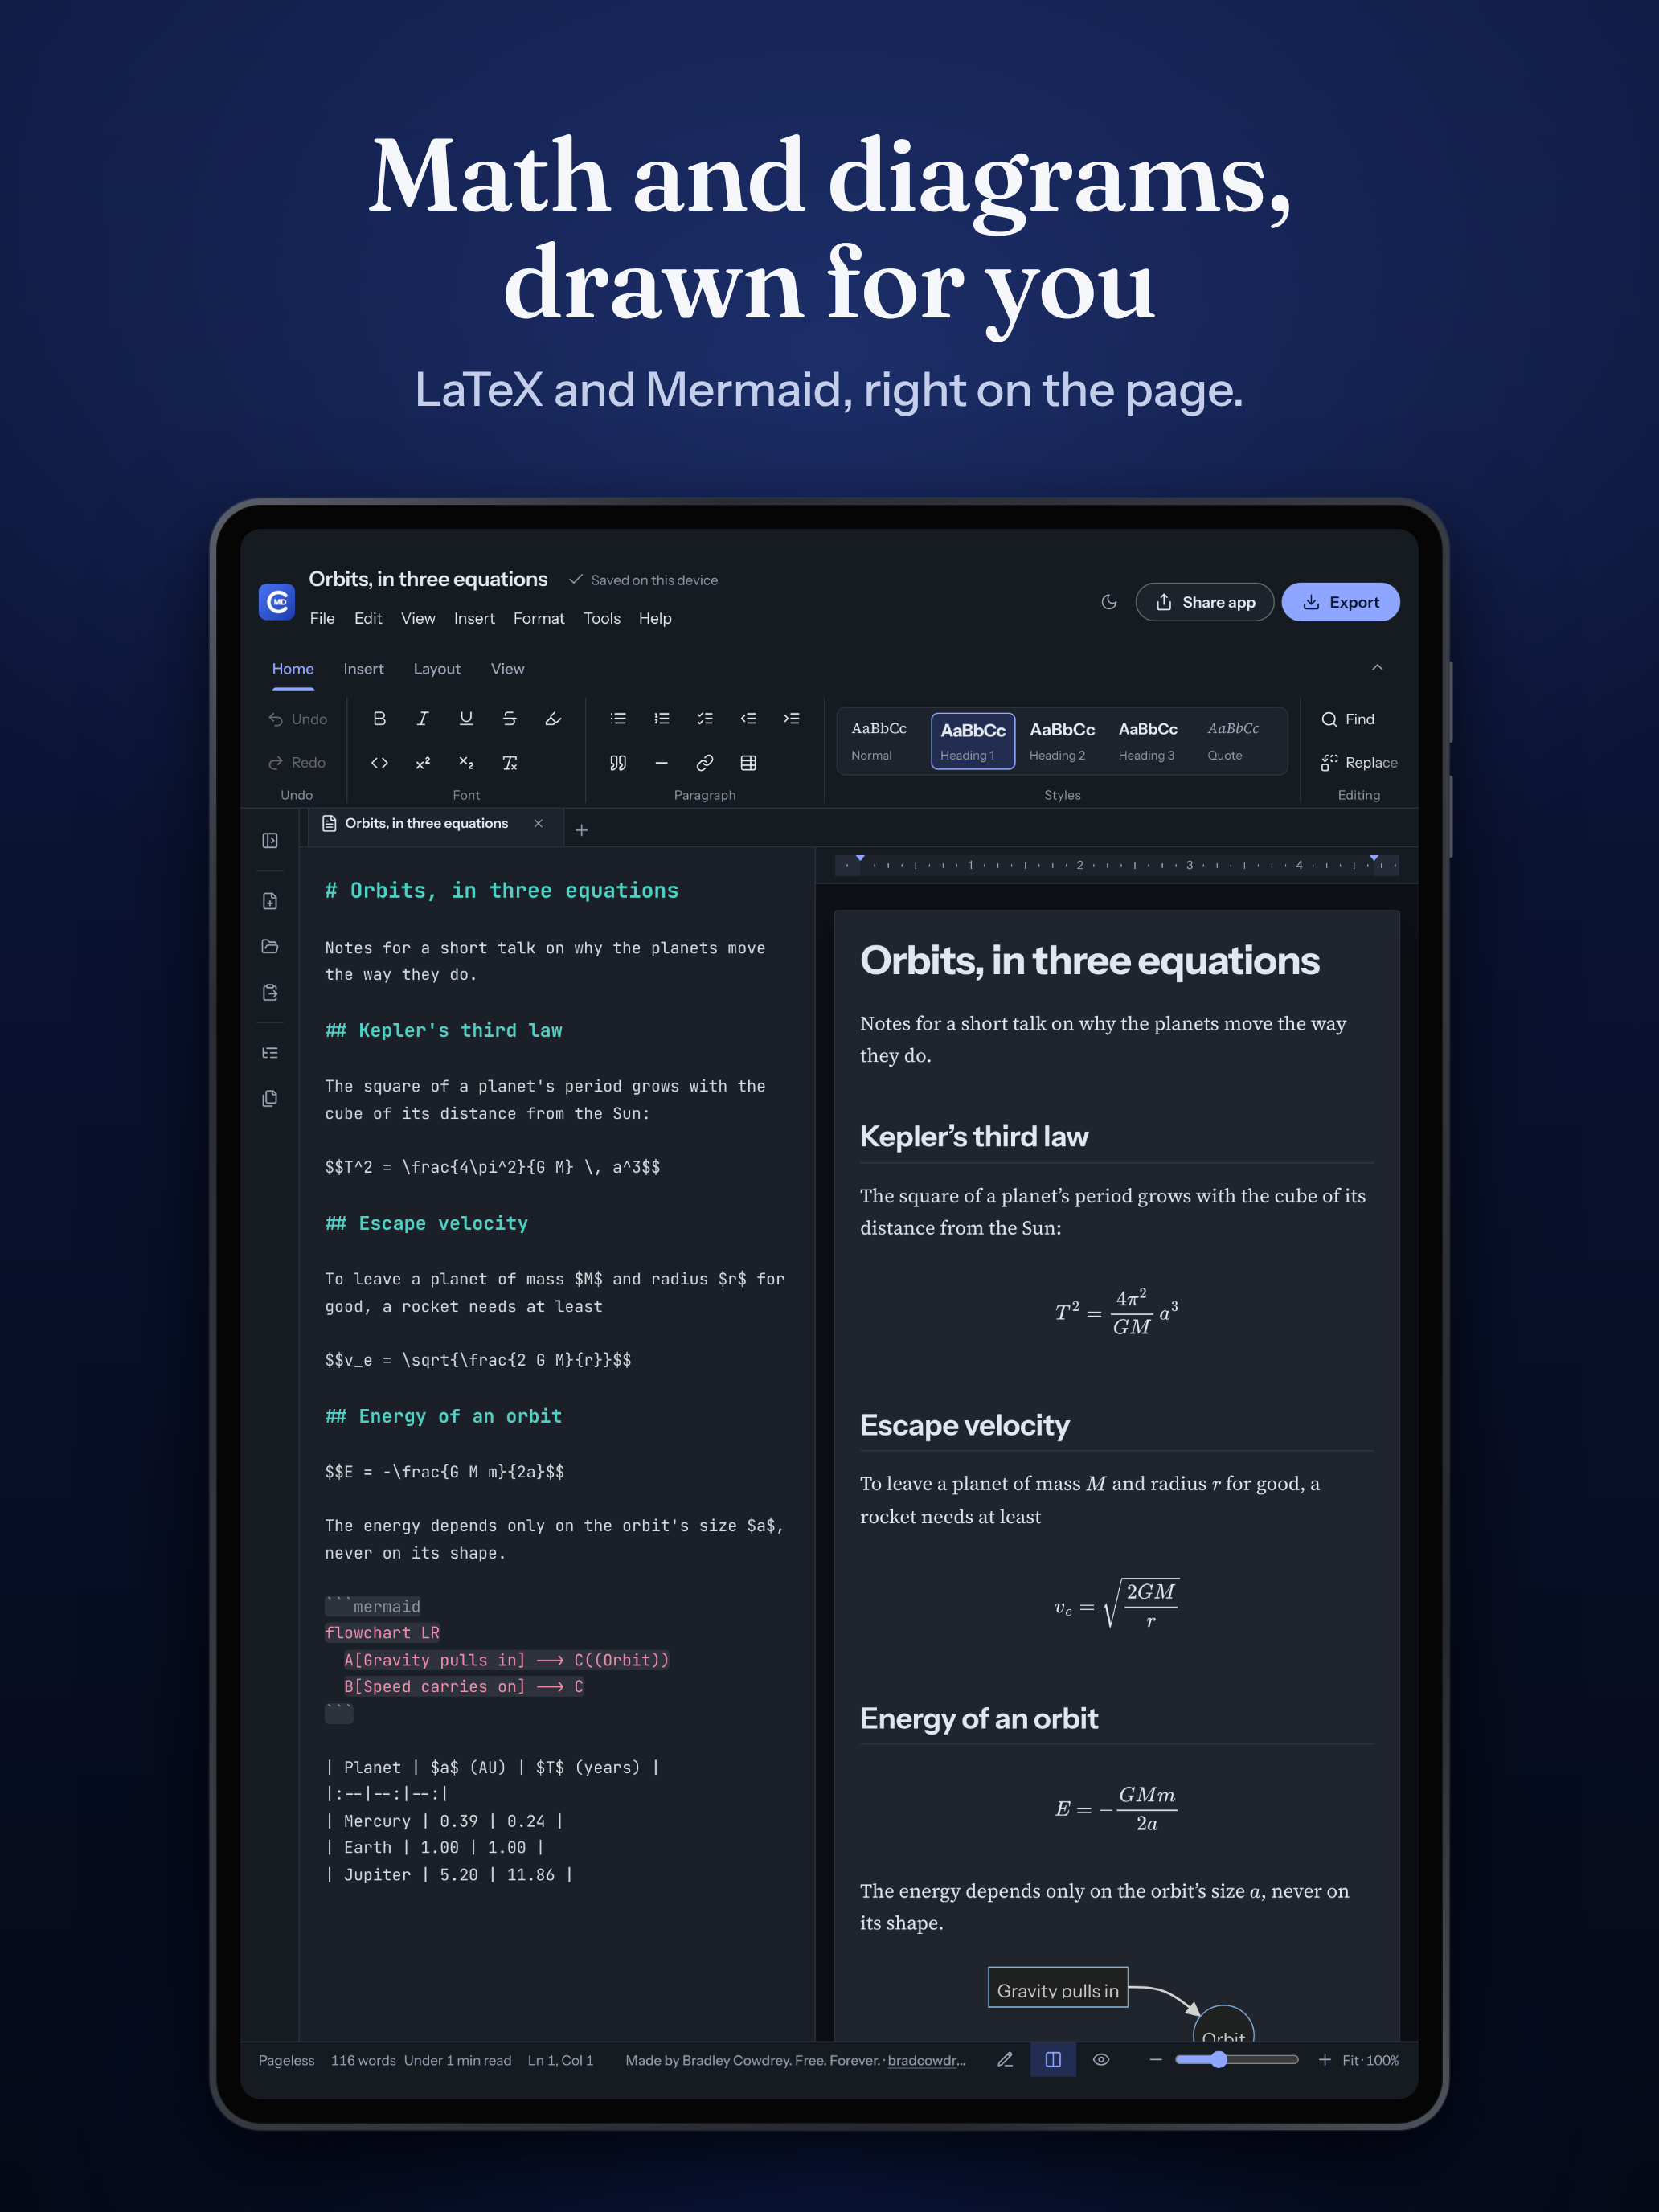 Math and diagrams,
drawn for you
LaTeX and Mermaid, right on the page.
MD
Orbits, in three equations
Saved on this device
File Edit View Insert Format Tools Help
Share app
Export
Home Insert Layout View
Undo
Redo
Undo
Font
Paragraph
AaBbCc AaBbCc AaBbCc AaBbCc AaBbCc
Normal Heading 1 Heading 2 Heading 3 Quote
Styles
Find
Replace
Editing
Orbits, in three equations
1 2 3 4
# Orbits, in three equations
Notes for a short talk on why the planets move
the way they do.
## Kepler's third law
The square of a planet's period grows with the
cube of its distance from the Sun:
$$T^2 = \frac{4\pi^2}{G M} \, a^3$$
## Escape velocity
To leave a planet of mass $M$ and radius $r$ for
good, a rocket needs at least
$$v_e = \sqrt{\frac{2 G M}{r}}$$
## Energy of an orbit
$$E = -\frac{G M m}{2a}$$
The energy depends only on the orbit's size $a$,
never on its shape.
```mermaid
flowchart LR
A[Gravity pulls in] --> C((Orbit))
B[Speed carries on] --> C
```
| Planet | $a$ (AU) | $T$ (years) |
|:--|--:|--:|
| Mercury | 0.39 | 0.24 |
| Earth | 1.00 | 1.00 |
| Jupiter | 5.20 | 11.86 |
Orbits, in three equations
Notes for a short talk on why the planets move the way
they do.
Kepler’s third law
The square of a planet’s period grows with the cube of its
distance from the Sun:
T² = 4π² / GM a³
Escape velocity
To leave a planet of mass M and radius r for good, a
rocket needs at least
vₑ = √(2GM / r)
Energy of an orbit
E = − GMm / 2a
The energy depends only on the orbit’s size a, never on
its shape.
Gravity pulls in
Orbit
Pageless 116 words Under 1 min read Ln 1, Col 1 Made by Bradley Cowdrey. Free. Forever. · bradcowdr... Fit · 100%